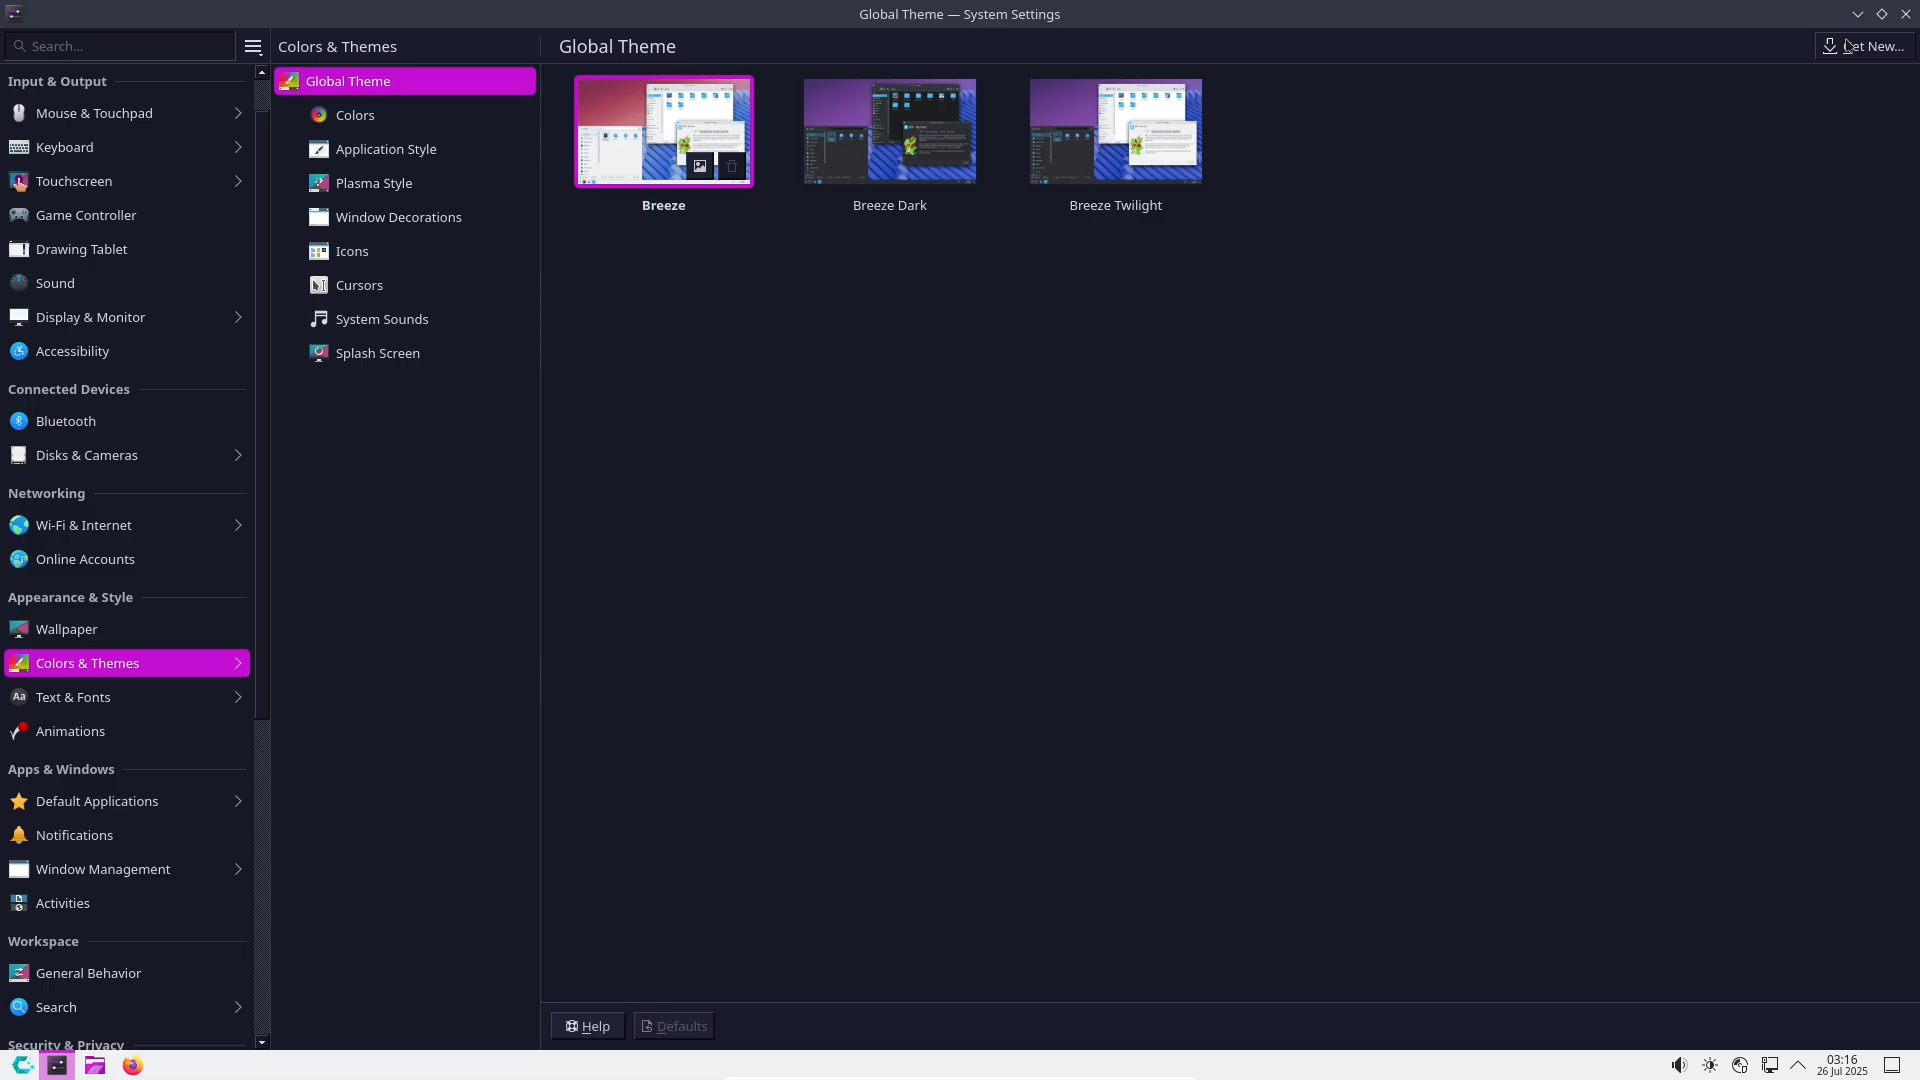 Global Theme — System Settings
Search...
Colors & Themes
Global Theme
Get New...
Input & Output
Mouse & Touchpad
Keyboard
Touchscreen
Game Controller
Drawing Tablet
Sound
Display & Monitor
Accessibility
Connected Devices
Bluetooth
Disks & Cameras
Networking
Wi-Fi & Internet
Online Accounts
Appearance & Style
Wallpaper
Colors & Themes
Text & Fonts
Animations
Apps & Windows
Default Applications
Notifications
Window Management
Activities
Workspace
General Behavior
Search
Security & Privacy
Global Theme
Colors
Application Style
Plasma Style
Window Decorations
Icons
Cursors
System Sounds
Splash Screen
Breeze
Breeze Dark
Breeze Twilight
Help
Defaults
03:16
26 Jul 2025